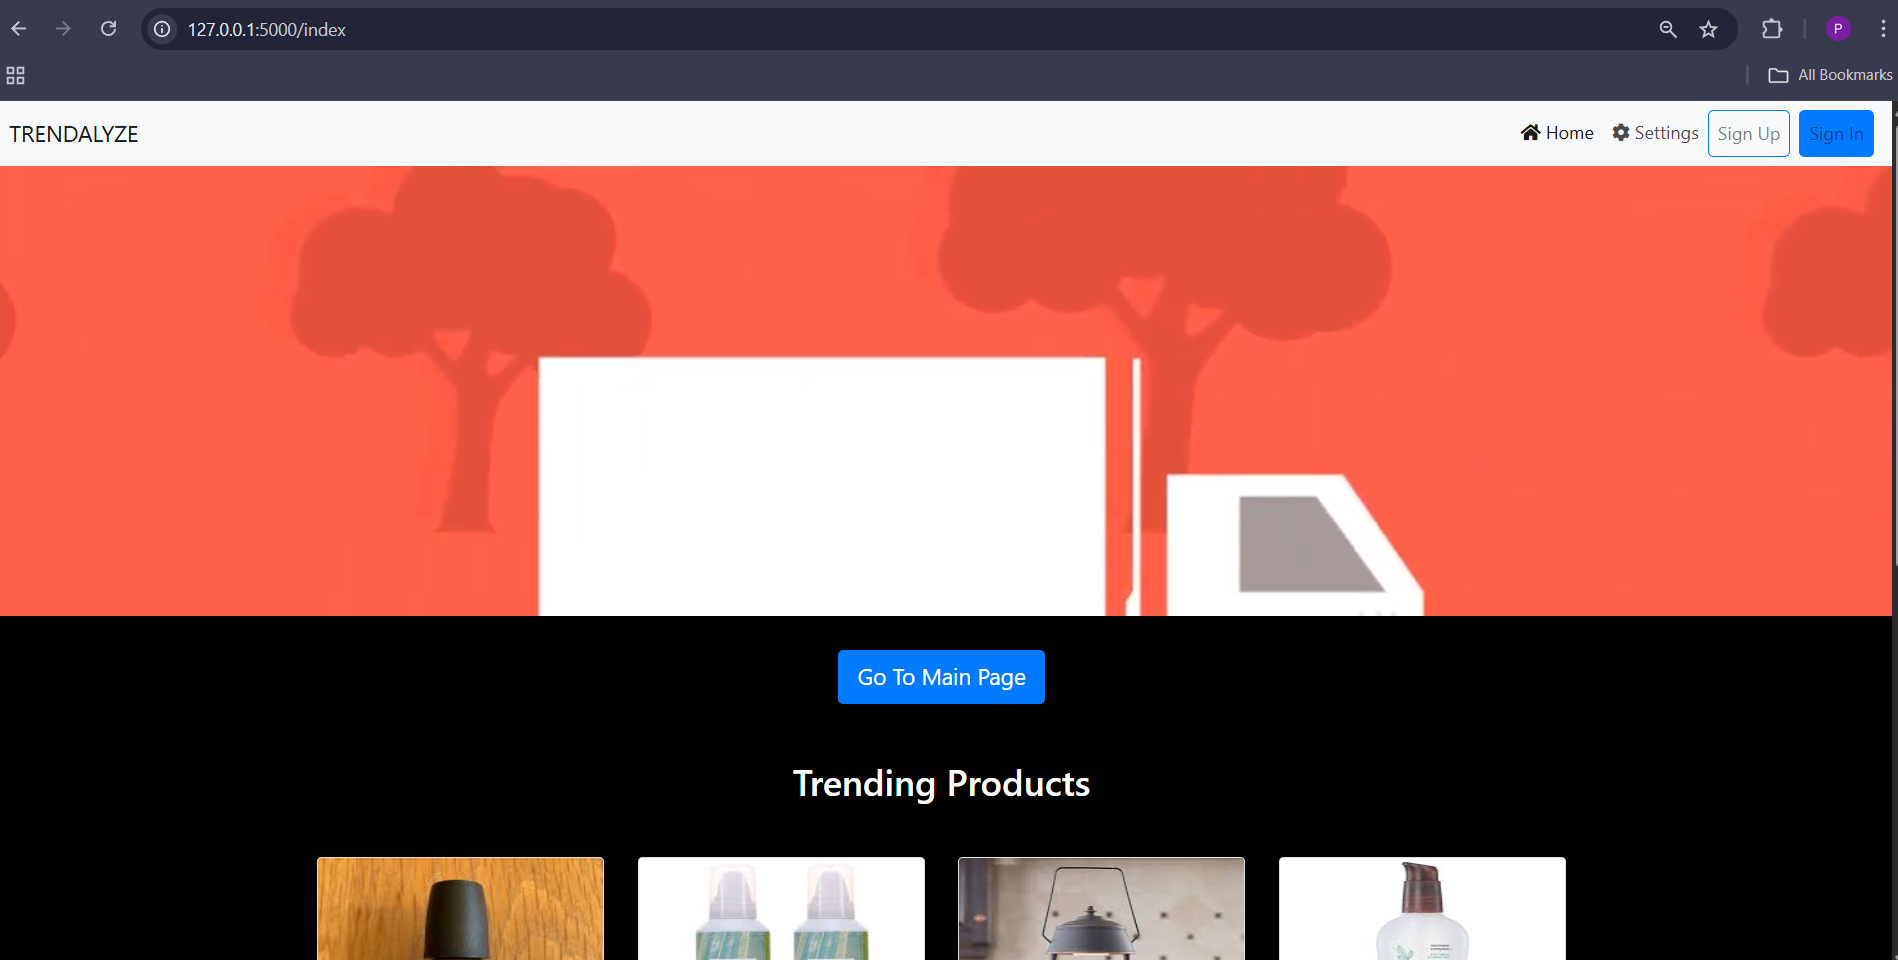 127.0.0.1:5000/index
P
All Bookmarks
TRENDALYZE
Home
Settings
Sign Up
Sign In
Go To Main Page
Trending Products